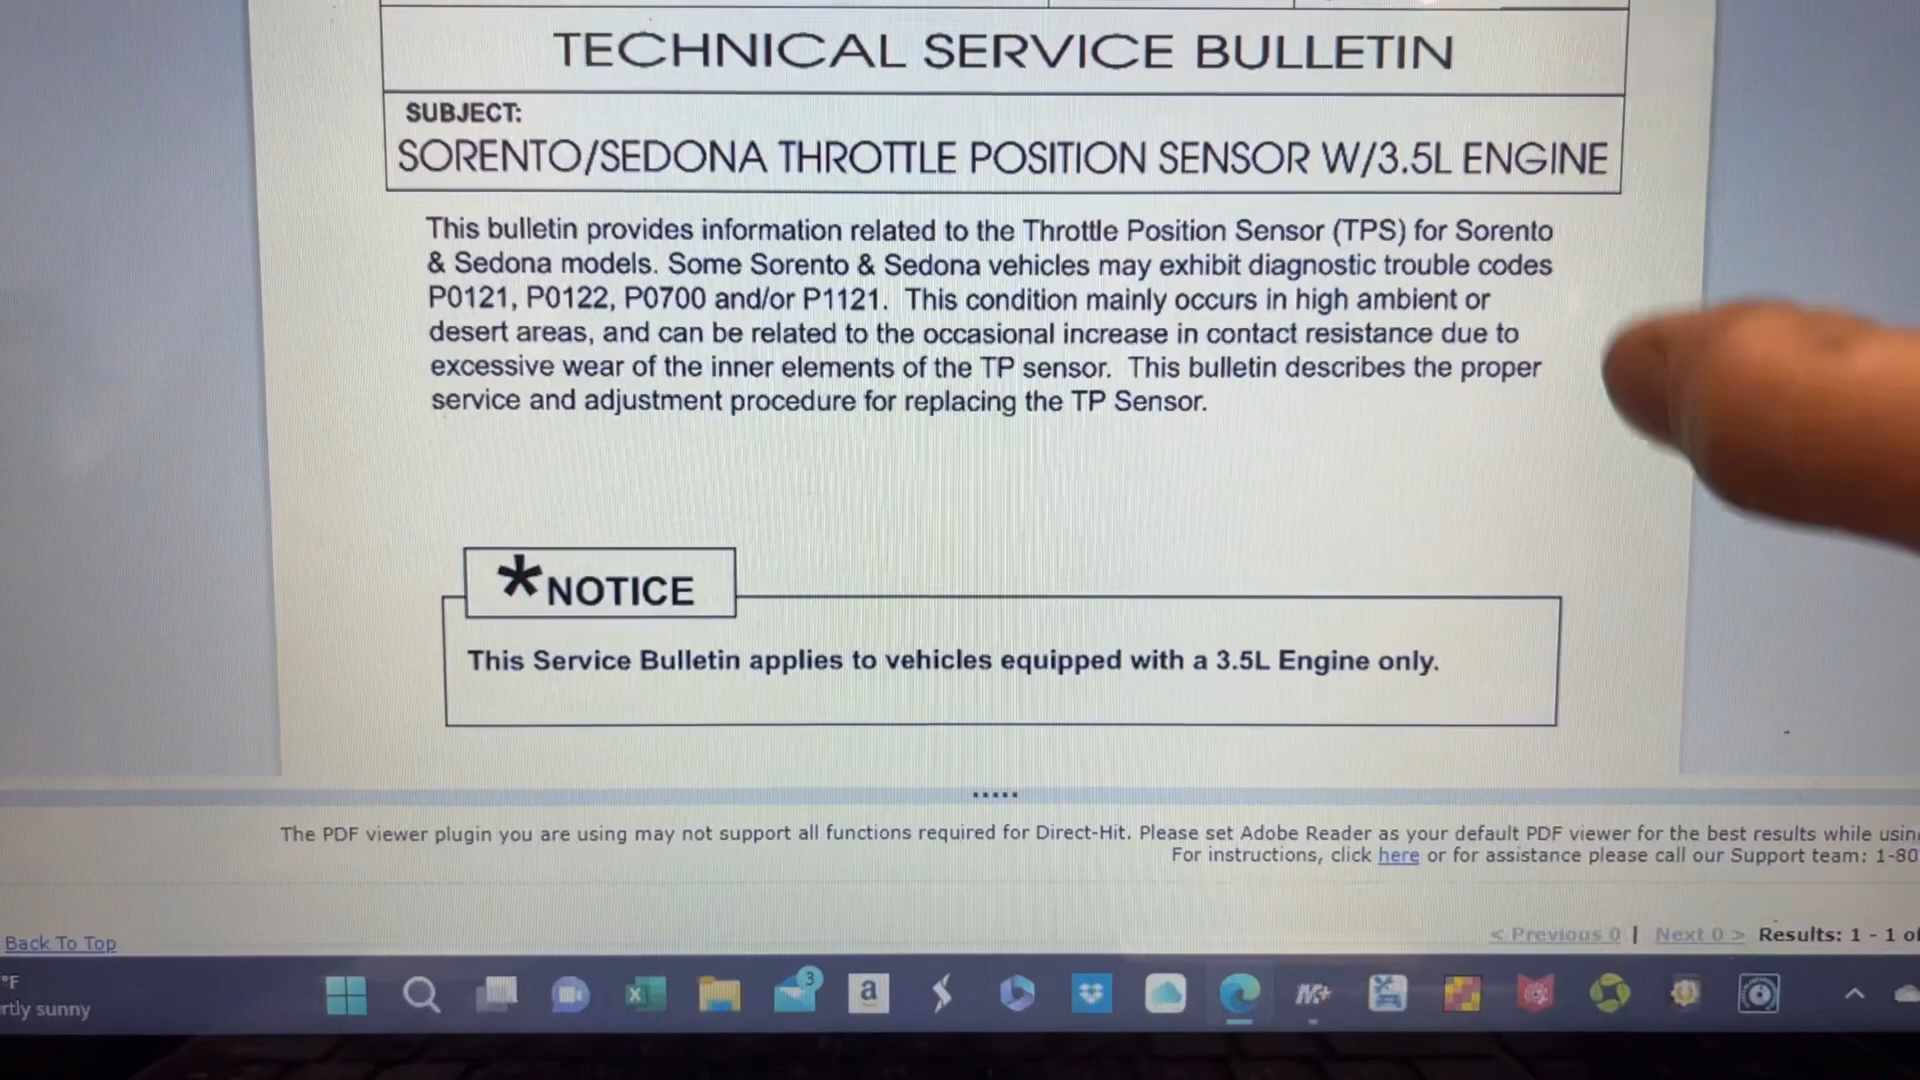 TECHNICAL SERVICE BULLETIN
SUBJECT:
SORENTO/SEDONA THROTTLE POSITION SENSOR W/3.5L ENGINE
This bulletin provides information related to the Throttle Position Sensor (TPS) for Sorento
& Sedona models. Some Sorento & Sedona vehicles may exhibit diagnostic trouble codes
P0121, P0122, P0700 and/or P1121. This condition mainly occurs in high ambient or
desert areas, and can be related to the occasional increase in contact resistance due to
excessive wear of the inner elements of the TP sensor. This bulletin describes the proper
service and adjustment procedure for replacing the TP Sensor.
*NOTICE
This Service Bulletin applies to vehicles equipped with a 3.5L Engine only.
The PDF viewer plugin you are using may not support all functions required for Direct-Hit. Please set Adobe Reader as your default PDF viewer for the best results while usin
For instructions, click here or for assistance please call our Support team: 1-80
Back To Top
< Previous 0 | Next 0 > Results: 1 - 1 of
°F
rtly sunny
3
a
M+